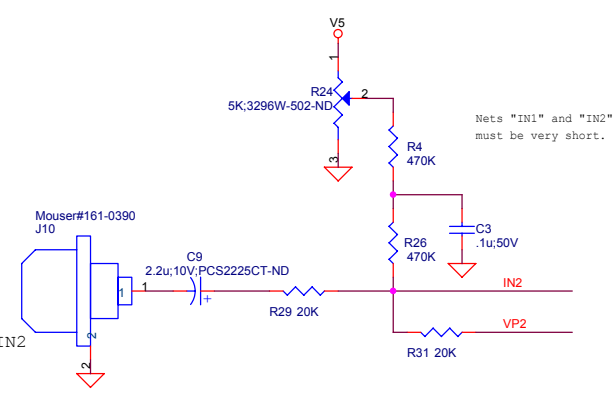 V5
1
R24
2
5K;3296W-502-ND
Nets "IN1" and "IN2"
must be very short.
R4
470K
3
Mouser#161-0390
J10
C3
.1u;50V
R26
470K
C9
2.2u;10V;PCS2225CT-ND
IN2
1
1
+
R29 20K
VP2
IN2
2
R31 20K
2